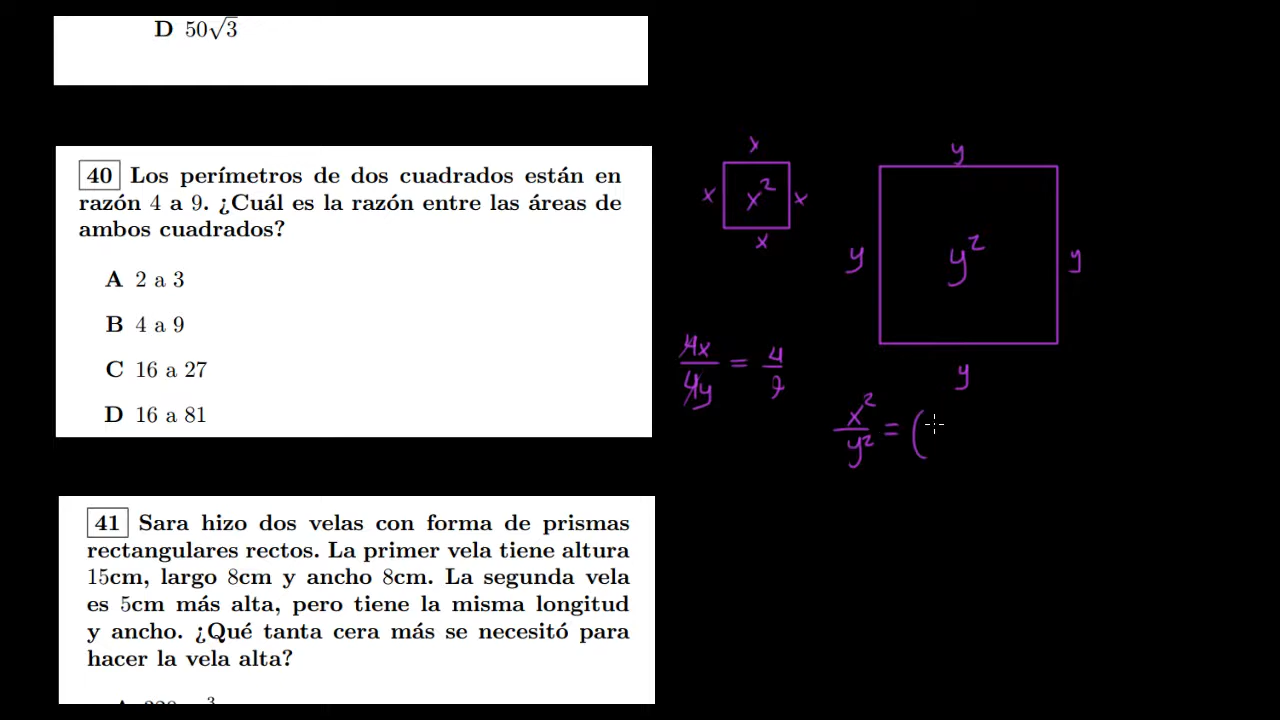 D 50√3
40 Los perímetros de dos cuadrados están en
razón 4 a 9. ¿Cuál es la razón entre las áreas de
ambos cuadrados?
A 2 a 3
B 4 a 9
C 16 a 27
D 16 a 81
41 Sara hizo dos velas con forma de prismas
rectangulares rectos. La primer vela tiene altura
15cm, largo 8cm y ancho 8cm. La segunda vela
es 5cm más alta, pero tiene la misma longitud
y ancho. ¿Qué tanta cera más se necesitó para
hacer la vela alta?
x
x x² x
x
y
y y² y
y
4x/4y = 4/9
x²/y² = (